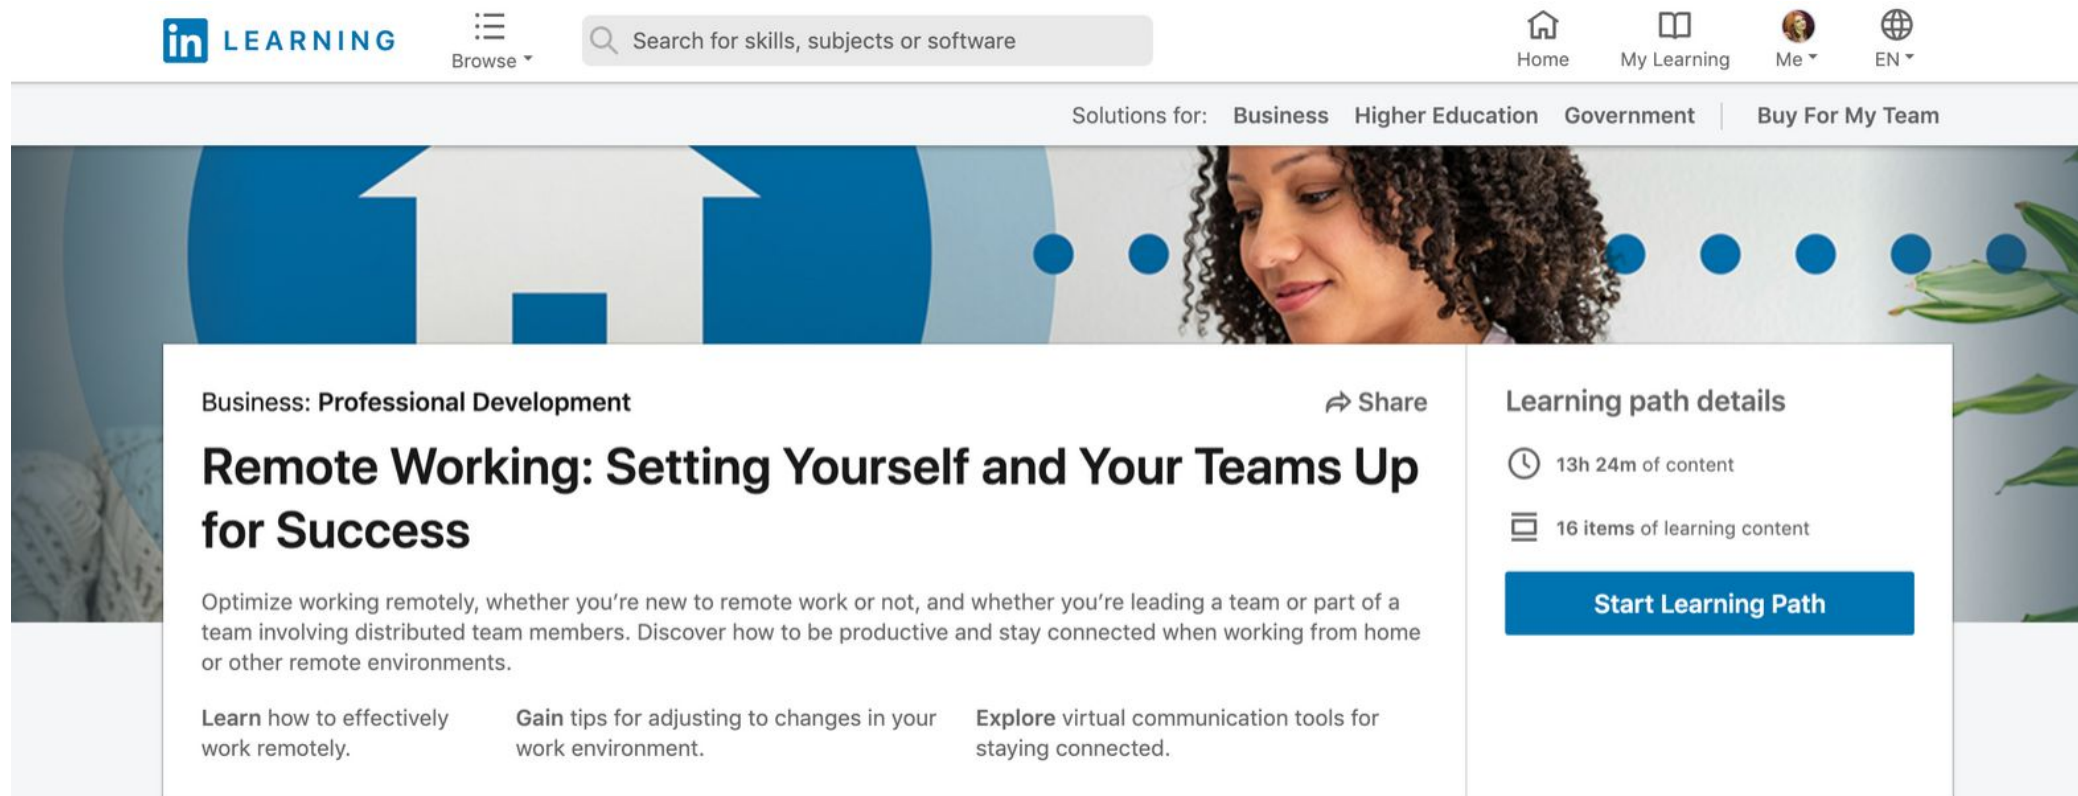 in LEARNING
Browse
Search for skills, subjects or software
Home
My Learning
Me
EN
Solutions for: Business Higher Education Government Buy For My Team
Business: Professional Development
Share
Remote Working: Setting Yourself and Your Teams Up
for Success
Optimize working remotely, whether you’re new to remote work or not, and whether you’re leading a team or part of a
team involving distributed team members. Discover how to be productive and stay connected when working from home
or other remote environments.
Learn how to effectively
work remotely.
Gain tips for adjusting to changes in your
work environment.
Explore virtual communication tools for
staying connected.
Learning path details
13h 24m of content
16 items of learning content
Start Learning Path